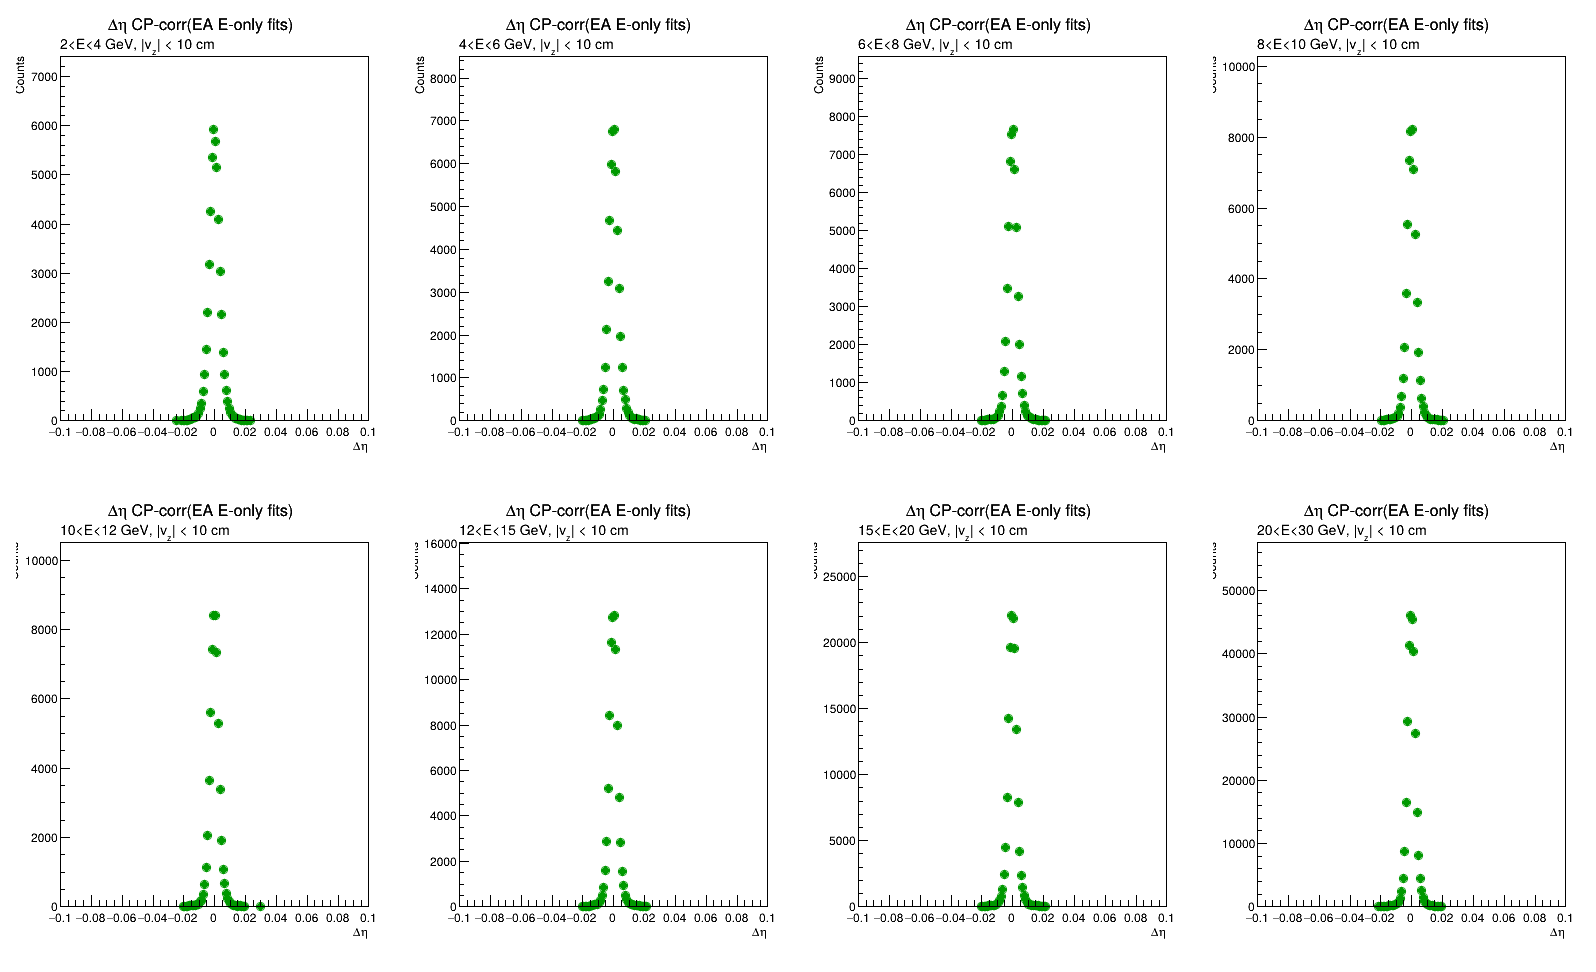 Δη CP-corr(EA E-only fits)
2<E<4 GeV, |vz| < 10 cm
Counts
7000
6000
5000
4000
3000
2000
1000
0
−0.1 −0.08 −0.06 −0.04 −0.02 0 0.02 0.04 0.06 0.08 0.1
Δη
Δη CP-corr(EA E-only fits)
4<E<6 GeV, |vz| < 10 cm
Counts
8000
7000
6000
5000
4000
3000
2000
1000
0
−0.1 −0.08 −0.06 −0.04 −0.02 0 0.02 0.04 0.06 0.08 0.1
Δη
Δη CP-corr(EA E-only fits)
6<E<8 GeV, |vz| < 10 cm
Counts
9000
8000
7000
6000
5000
4000
3000
2000
1000
0
−0.1 −0.08 −0.06 −0.04 −0.02 0 0.02 0.04 0.06 0.08 0.1
Δη
Δη CP-corr(EA E-only fits)
8<E<10 GeV, |vz| < 10 cm
Counts
10000
8000
6000
4000
2000
0
−0.1 −0.08 −0.06 −0.04 −0.02 0 0.02 0.04 0.06 0.08 0.1
Δη
Δη CP-corr(EA E-only fits)
10<E<12 GeV, |vz| < 10 cm
Counts
10000
8000
6000
4000
2000
0
−0.1 −0.08 −0.06 −0.04 −0.02 0 0.02 0.04 0.06 0.08 0.1
Δη
Δη CP-corr(EA E-only fits)
12<E<15 GeV, |vz| < 10 cm
Counts
16000
14000
12000
10000
8000
6000
4000
2000
0
−0.1 −0.08 −0.06 −0.04 −0.02 0 0.02 0.04 0.06 0.08 0.1
Δη
Δη CP-corr(EA E-only fits)
15<E<20 GeV, |vz| < 10 cm
Counts
25000
20000
15000
10000
5000
0
−0.1 −0.08 −0.06 −0.04 −0.02 0 0.02 0.04 0.06 0.08 0.1
Δη
Δη CP-corr(EA E-only fits)
20<E<30 GeV, |vz| < 10 cm
Counts
50000
40000
30000
20000
10000
0
−0.1 −0.08 −0.06 −0.04 −0.02 0 0.02 0.04 0.06 0.08 0.1
Δη